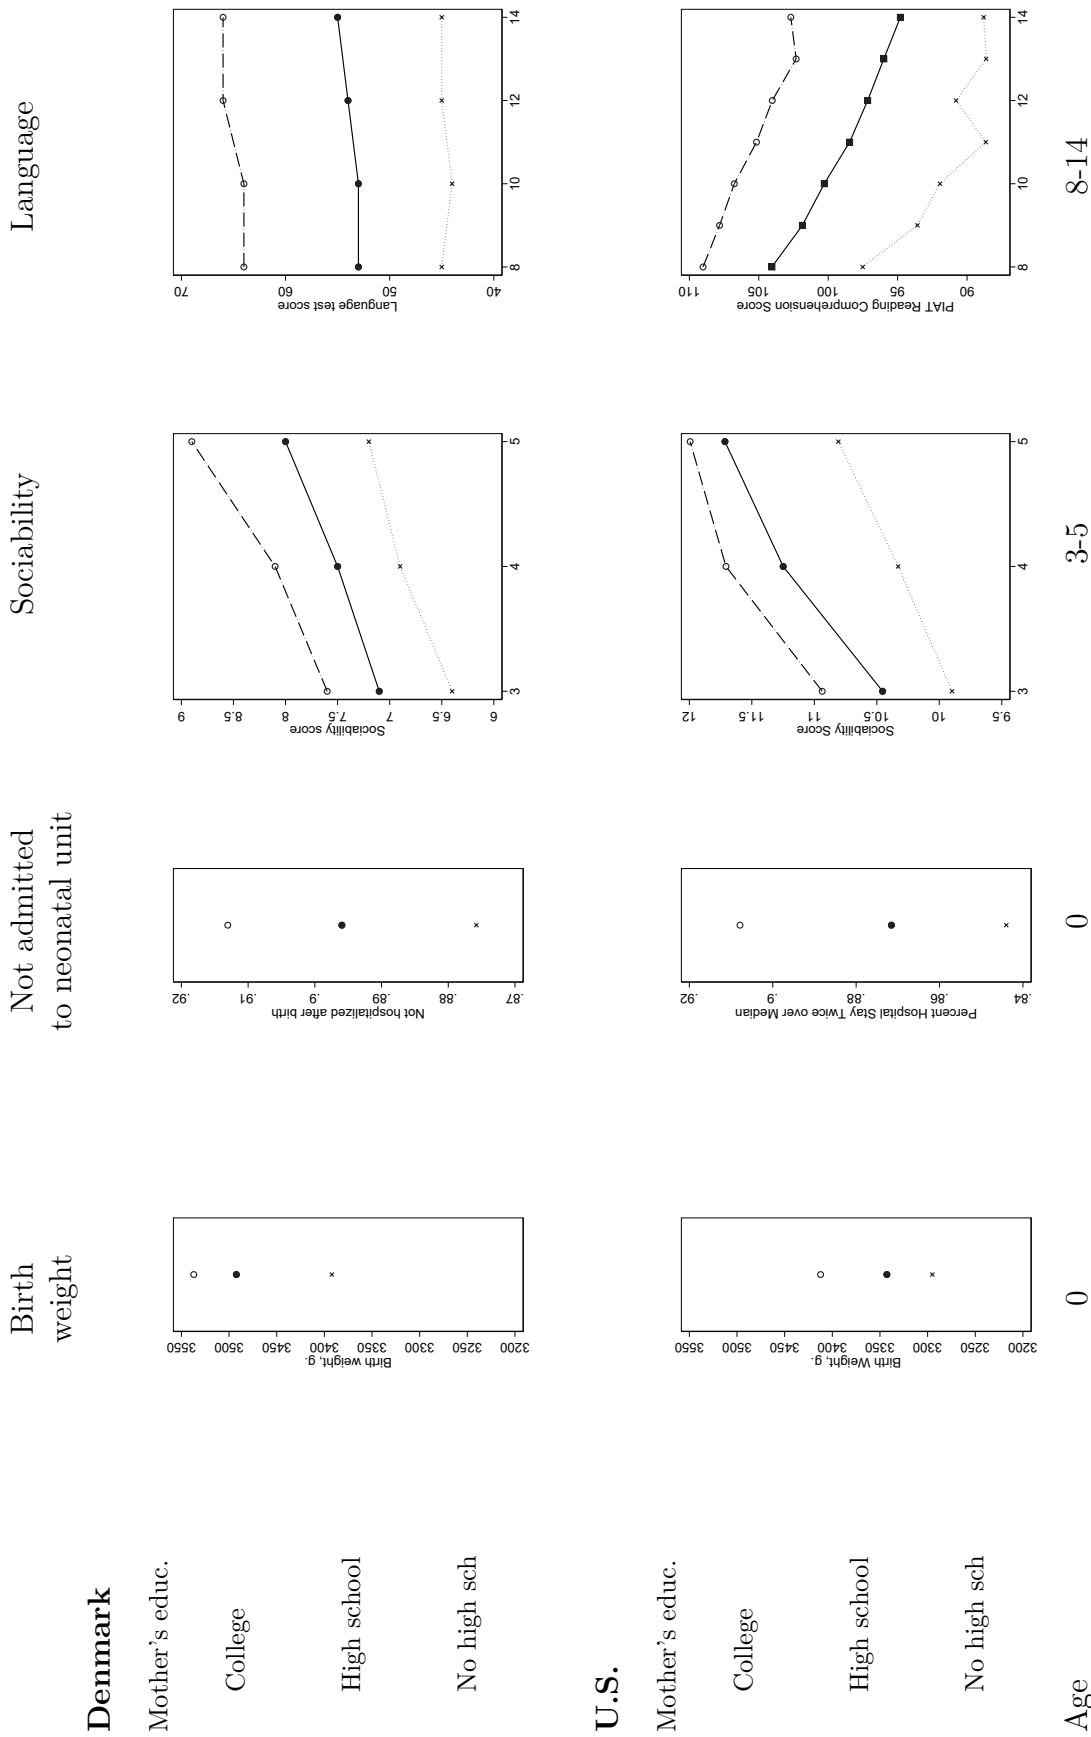 Birth
weight
Not admitted
to neonatal unit
Sociability
Language
Denmark
Mother's educ.
College
High school
No high sch
Birth weight, g.
3200 3250 3300 3350 3400 3450 3500 3550
Not hospitalized after birth
.87 .88 .89 .9 .91 .92
Sociability score
6 6.5 7 7.5 8 8.5 9
3 4 5
Language test score
40 50 60 70
8 10 12 14
U.S.
Mother's educ.
College
High school
No high sch
Birth Weight, g.
3200 3250 3300 3350 3400 3450 3500 3550
Percent Hospital Stay Twice over Median
.84 .86 .88 .9 .92
Sociability Score
9.5 10 10.5 11 11.5 12
3 4 5
PIAT Reading Comprehension Score
90 95 100 105 110
8 10 12 14
Age
0
0
3-5
8-14